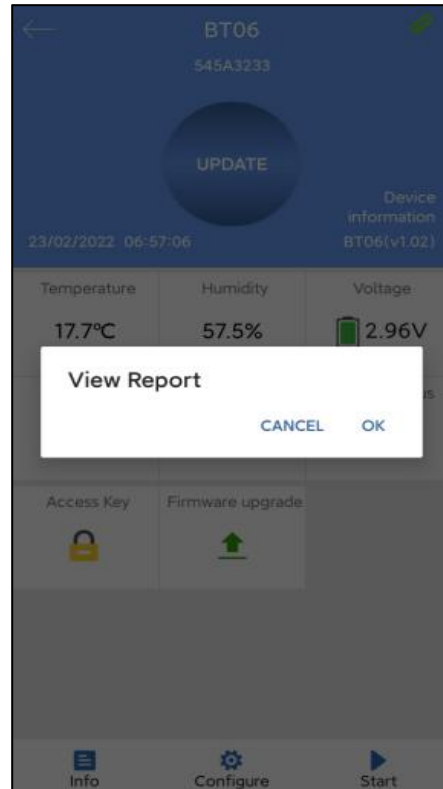 BT06
545A3233
UPDATE
Device
information
23/02/2022 06:57:06
BT06(v1.02)
Temperature
Humidity
Voltage
17.7°C
57.5%
2.96V
View Report
CANCEL
OK
Access Key
Firmware upgrade
Info
Configure
Start